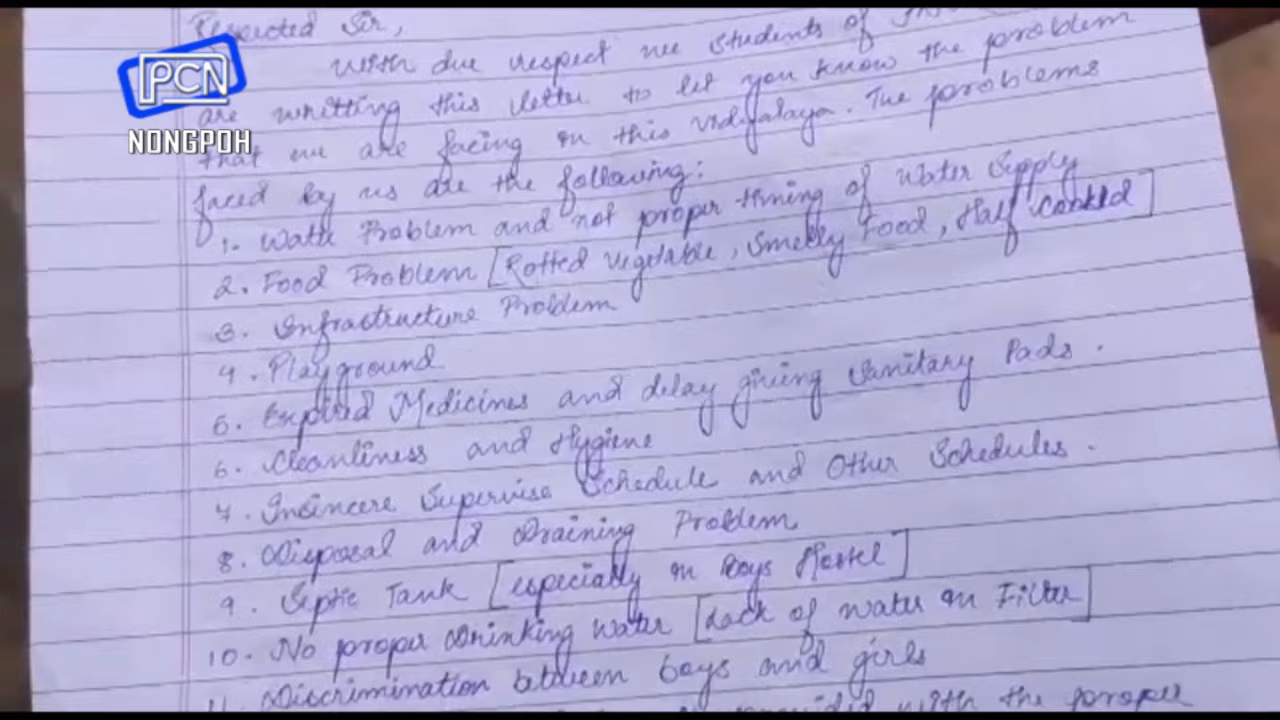 PCN
NONGPOH
Respected Sir,
With due respect we students of
are writting this letter to let you know the problem
that we are facing in this vidyalaya. The problems
faced by us are the following:
1. Water Problem and not proper timing of Water Supply
2. Food Problem [Rotted vegetable, Smelly Food, Half Cooked]
3. Infrastructure Problem
4. Playground
5. Expired Medicines and delay giving Sanitary Pads.
6. Cleanliness and Hygiene
7. Insincere Supervise Schedule and Other Schedules.
8. Disposal and Draining Problem
9. Septic Tank [especially in Boys Hostel]
10. No proper Drinking Water [Lack of water in Filter]
11. Discrimination between boys and girls
provided with the proper